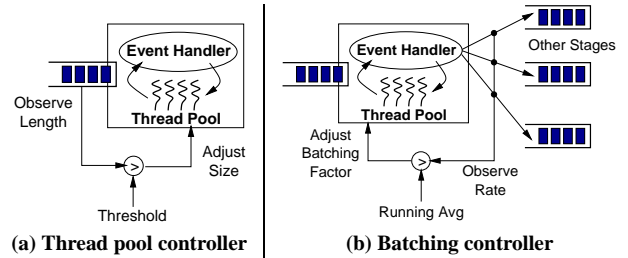 Event Handler
Thread Pool
Observe
Length
Adjust
Size
>
Threshold
(a) Thread pool controller
Event Handler
Thread Pool
Other Stages
Adjust
Batching
Factor
>
Observe
Rate
Running Avg
(b) Batching controller